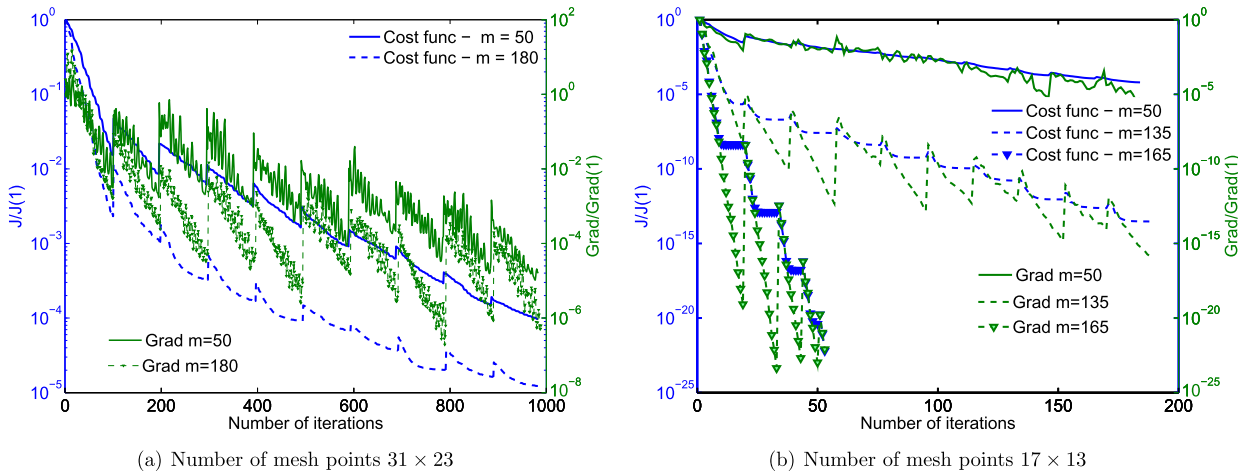 10^0
10^-1
10^-2
10^-3
10^-4
10^-5
J/J(1)
0
200
400
600
800
1000
Number of iterations
10^2
10^0
10^-2
10^-4
10^-6
10^-8
Grad/Grad(1)
Cost func − m = 50
Cost func − m = 180
Grad m=50
Grad m=180
(a) Number of mesh points 31 × 23
10^0
10^-5
10^-10
10^-15
10^-20
10^-25
J/J(1)
0
50
100
150
200
Number of iterations
10^0
10^-5
10^-10
10^-15
10^-20
10^-25
Grad/Grad(1)
Cost func − m=50
Cost func − m=135
Cost func − m=165
Grad m=50
Grad m=135
Grad m=165
(b) Number of mesh points 17 × 13